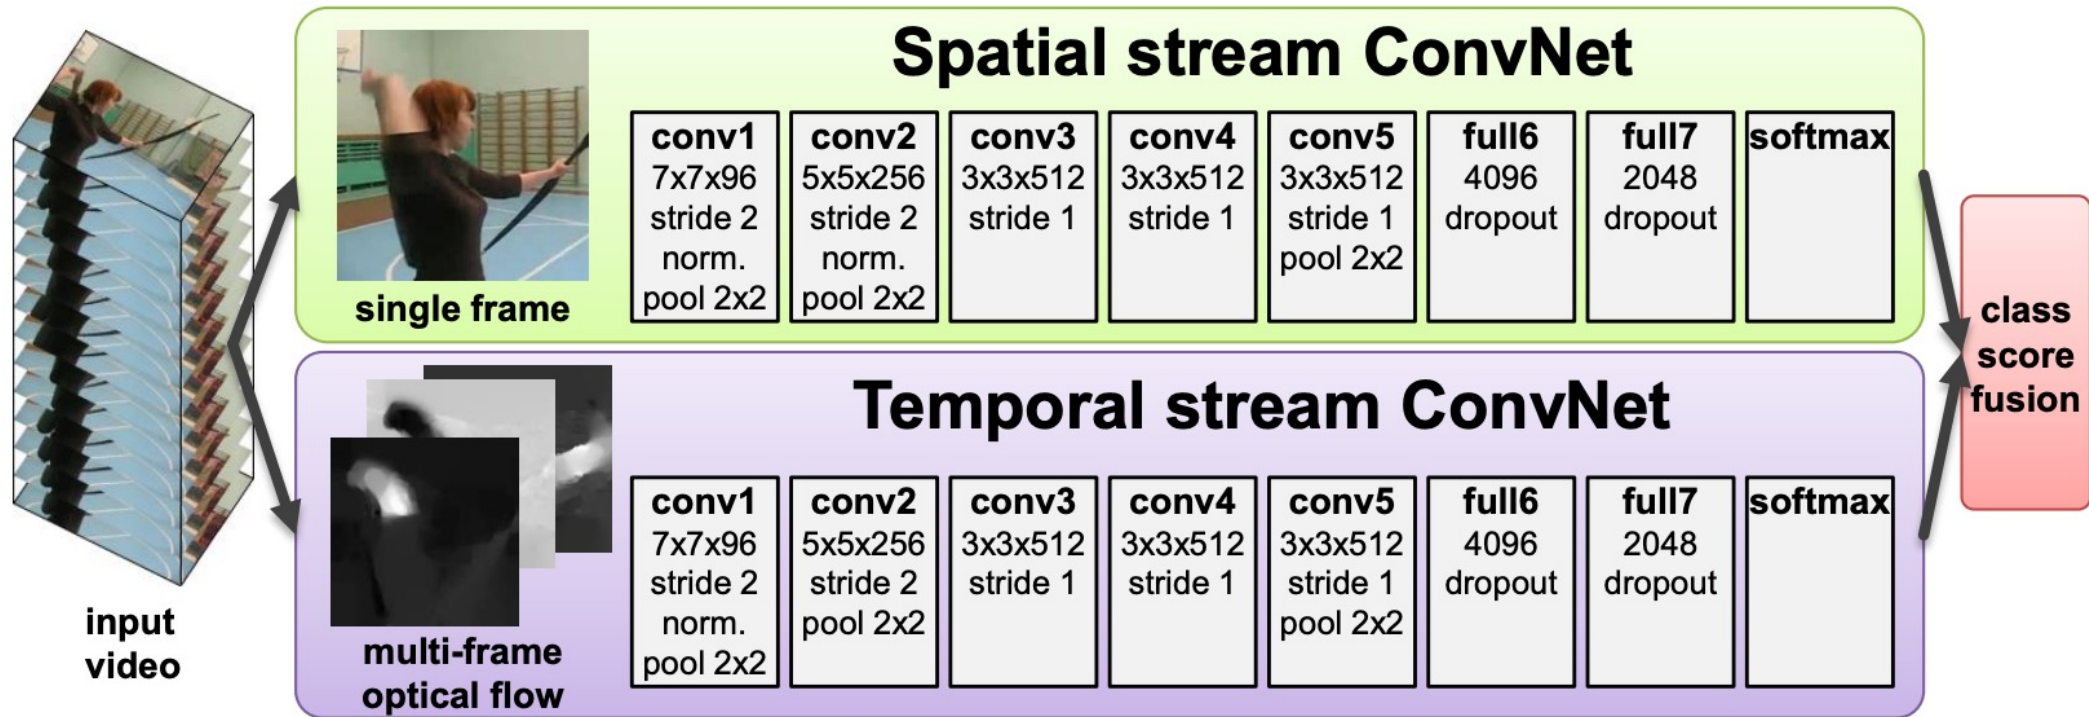 input
video
Spatial stream ConvNet
single frame
conv1
7x7x96
stride 2
norm.
pool 2x2
conv2
5x5x256
stride 2
norm.
pool 2x2
conv3
3x3x512
stride 1
conv4
3x3x512
stride 1
conv5
3x3x512
stride 1
pool 2x2
full6
4096
dropout
full7
2048
dropout
softmax
Temporal stream ConvNet
multi-frame
optical flow
conv1
7x7x96
stride 2
norm.
pool 2x2
conv2
5x5x256
stride 2
pool 2x2
conv3
3x3x512
stride 1
conv4
3x3x512
stride 1
conv5
3x3x512
stride 1
pool 2x2
full6
4096
dropout
full7
2048
dropout
softmax
class
score
fusion